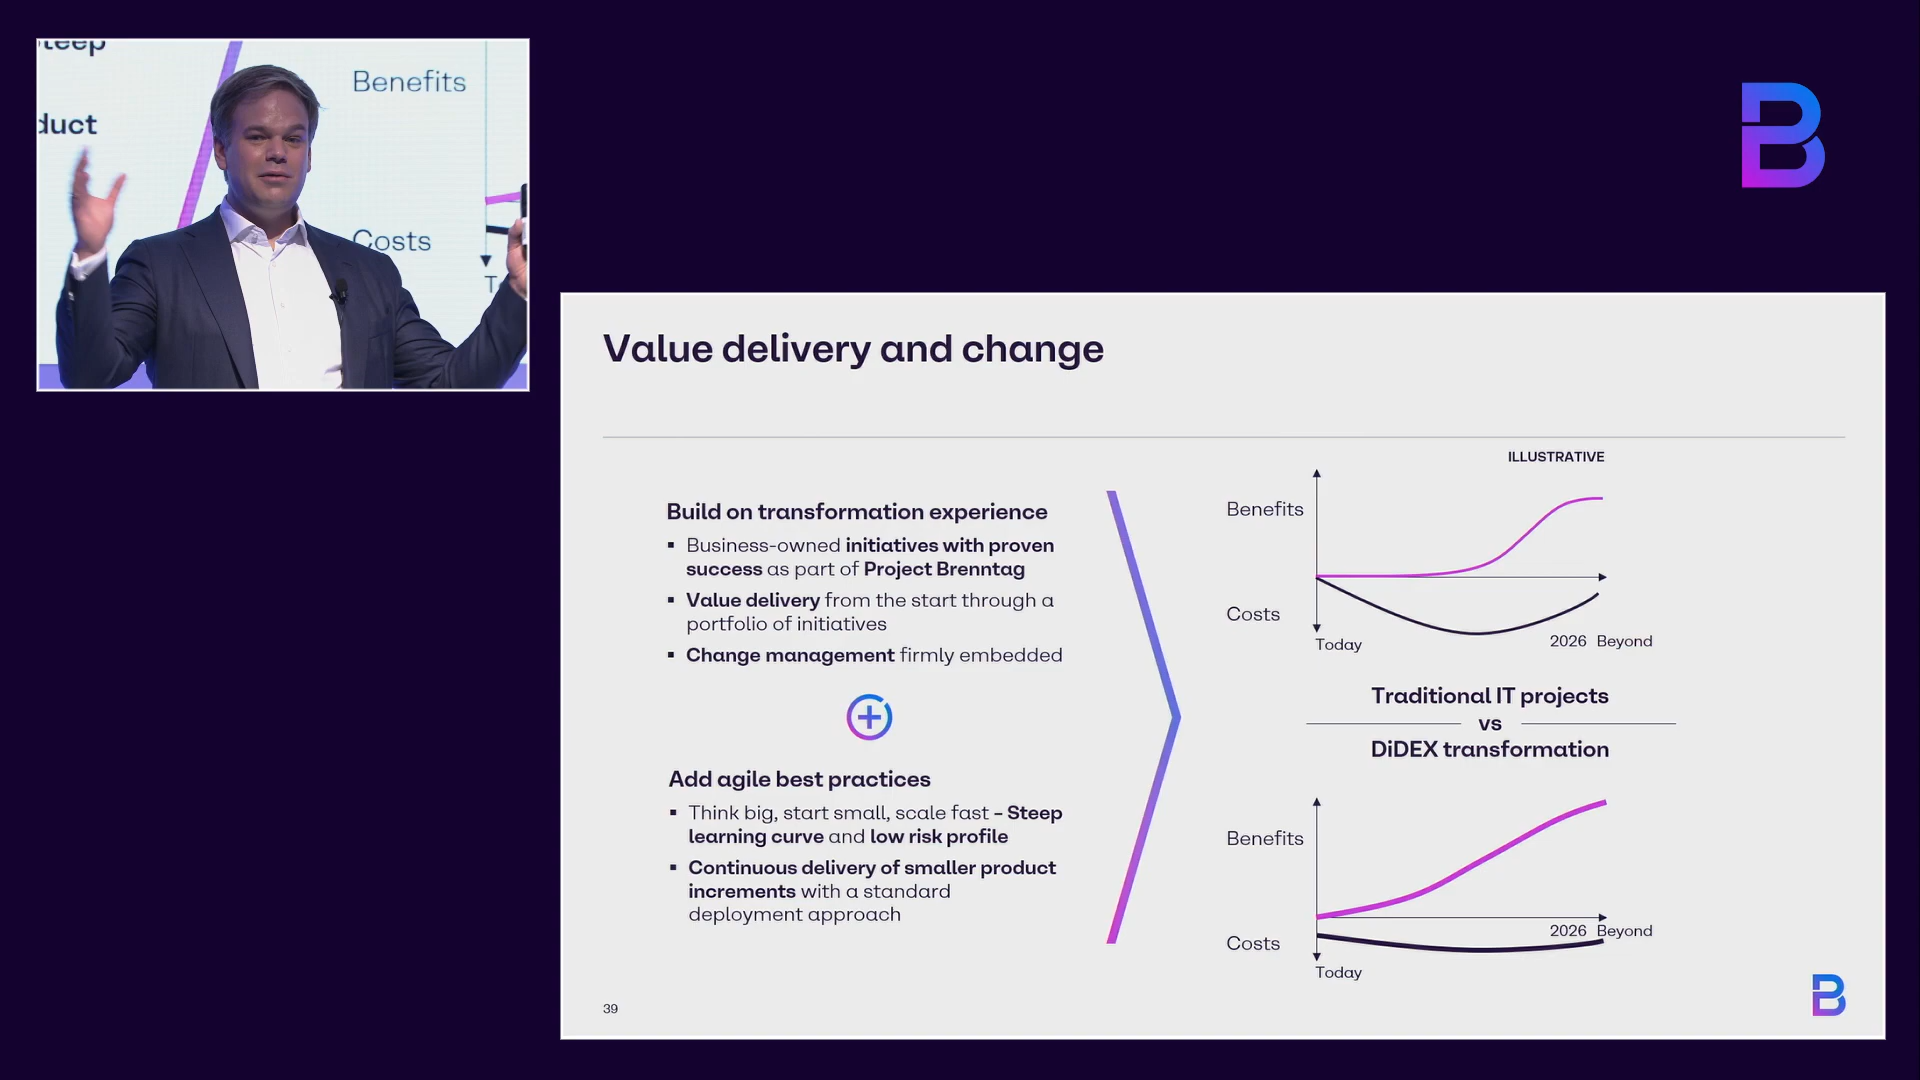 Benefits
Costs
Value delivery and change
ILLUSTRATIVE
Build on transformation experience
▪ Business-owned initiatives with proven
success as part of Project Brenntag
▪ Value delivery from the start through a
portfolio of initiatives
▪ Change management firmly embedded
Add agile best practices
▪ Think big, start small, scale fast – Steep
learning curve and low risk profile
▪ Continuous delivery of smaller product
increments with a standard
deployment approach
Benefits
Costs
Today
2026 Beyond
Traditional IT projects
vs
DiDEX transformation
Benefits
Costs
2026 Beyond
Today
39